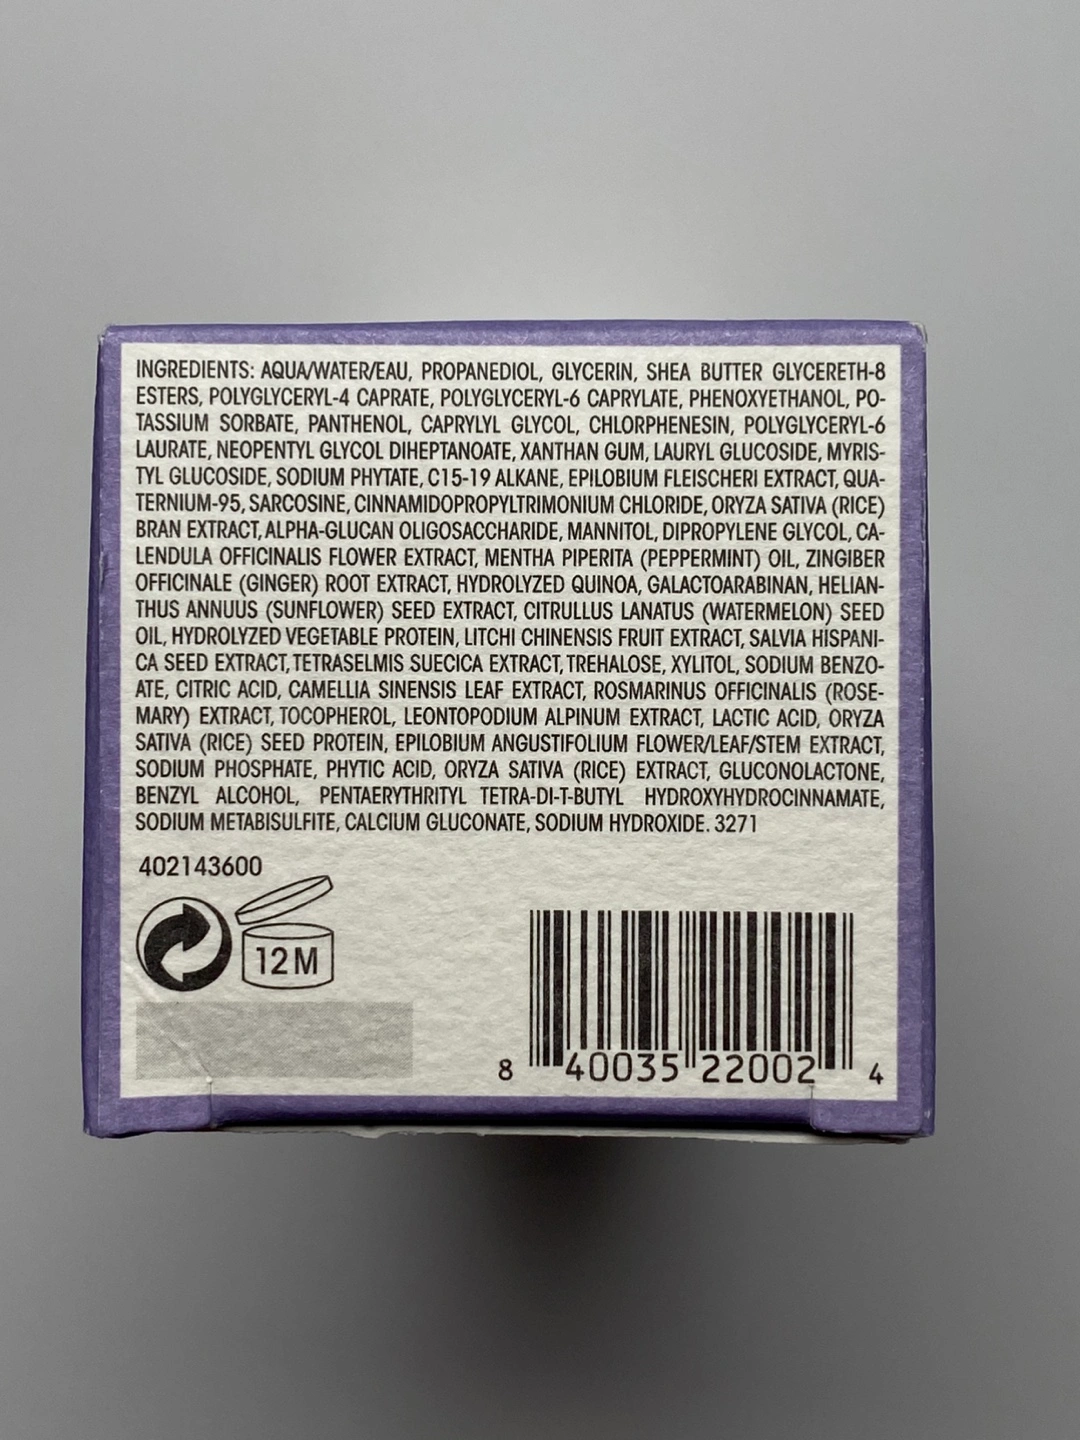 INGREDIENTS: AQUA/WATER/EAU, PROPANEDIOL, GLYCERIN, SHEA BUTTER GLYCERETH-8
ESTERS, POLYGLYCERYL-4 CAPRATE, POLYGLYCERYL-6 CAPRYLATE, PHENOXYETHANOL, PO-
TASSIUM SORBATE, PANTHENOL, CAPRYLYL GLYCOL, CHLORPHENESIN, POLYGLYCERYL-6
LAURATE, NEOPENTYL GLYCOL DIHEPTANOATE, XANTHAN GUM, LAURYL GLUCOSIDE, MYRIS-
TYL GLUCOSIDE, SODIUM PHYTATE, C15-19 ALKANE, EPILOBIUM FLEISCHERI EXTRACT, QUA-
TERNIUM-95, SARCOSINE, CINNAMIDOPROPYLTRIMONIUM CHLORIDE, ORYZA SATIVA (RICE)
BRAN EXTRACT, ALPHA-GLUCAN OLIGOSACCHARIDE, MANNITOL, DIPROPYLENE GLYCOL, CA-
LENDULA OFFICINALIS FLOWER EXTRACT, MENTHA PIPERITA (PEPPERMINT) OIL, ZINGIBER
OFFICINALE (GINGER) ROOT EXTRACT, HYDROLYZED QUINOA, GALACTOARABINAN, HELIAN-
THUS ANNUUS (SUNFLOWER) SEED EXTRACT, CITRULLUS LANATUS (WATERMELON) SEED
OIL, HYDROLYZED VEGETABLE PROTEIN, LITCHI CHINENSIS FRUIT EXTRACT, SALVIA HISPANI-
CA SEED EXTRACT, TETRASELMIS SUECICA EXTRACT, TREHALOSE, XYLITOL, SODIUM BENZO-
ATE, CITRIC ACID, CAMELLIA SINENSIS LEAF EXTRACT, ROSMARINUS OFFICINALIS (ROSE-
MARY) EXTRACT, TOCOPHEROL, LEONTOPODIUM ALPINUM EXTRACT, LACTIC ACID, ORYZA
SATIVA (RICE) SEED PROTEIN, EPILOBIUM ANGUSTIFOLIUM FLOWER/LEAF/STEM EXTRACT,
SODIUM PHOSPHATE, PHYTIC ACID, ORYZA SATIVA (RICE) EXTRACT, GLUCONOLACTONE,
BENZYL ALCOHOL, PENTAERYTHRITYL TETRA-DI-T-BUTYL HYDROXYHYDROCINNAMATE,
SODIUM METABISULFITE, CALCIUM GLUCONATE, SODIUM HYDROXIDE. 3271
402143600
12M
8 40035 22002 4